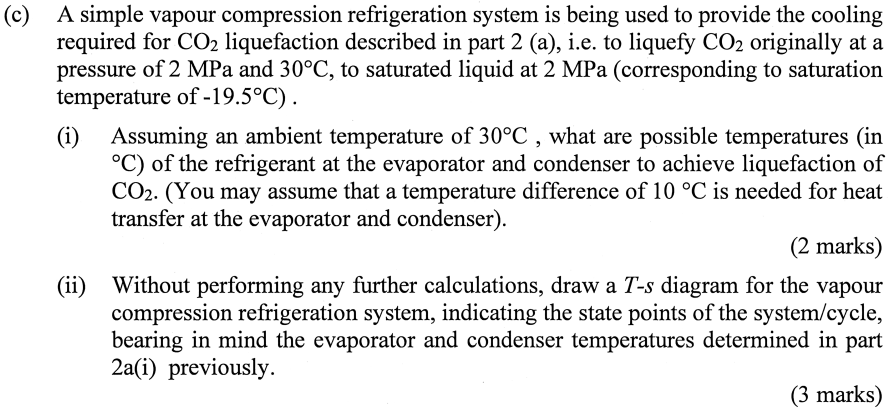 (c) A simple vapour compression refrigeration system is being used to provide the cooling
required for CO2 liquefaction described in part 2 (a), i.e. to liquefy CO2 originally at a
pressure of 2 MPa and 30°C, to saturated liquid at 2 MPa (corresponding to saturation
temperature of -19.5°C) .
(i) Assuming an ambient temperature of 30°C , what are possible temperatures (in
°C) of the refrigerant at the evaporator and condenser to achieve liquefaction of
CO2. (You may assume that a temperature difference of 10 °C is needed for heat
transfer at the evaporator and condenser).
(2 marks)
(ii) Without performing any further calculations, draw a T-s diagram for the vapour
compression refrigeration system, indicating the state points of the system/cycle,
bearing in mind the evaporator and condenser temperatures determined in part
2a(i) previously.
(3 marks)